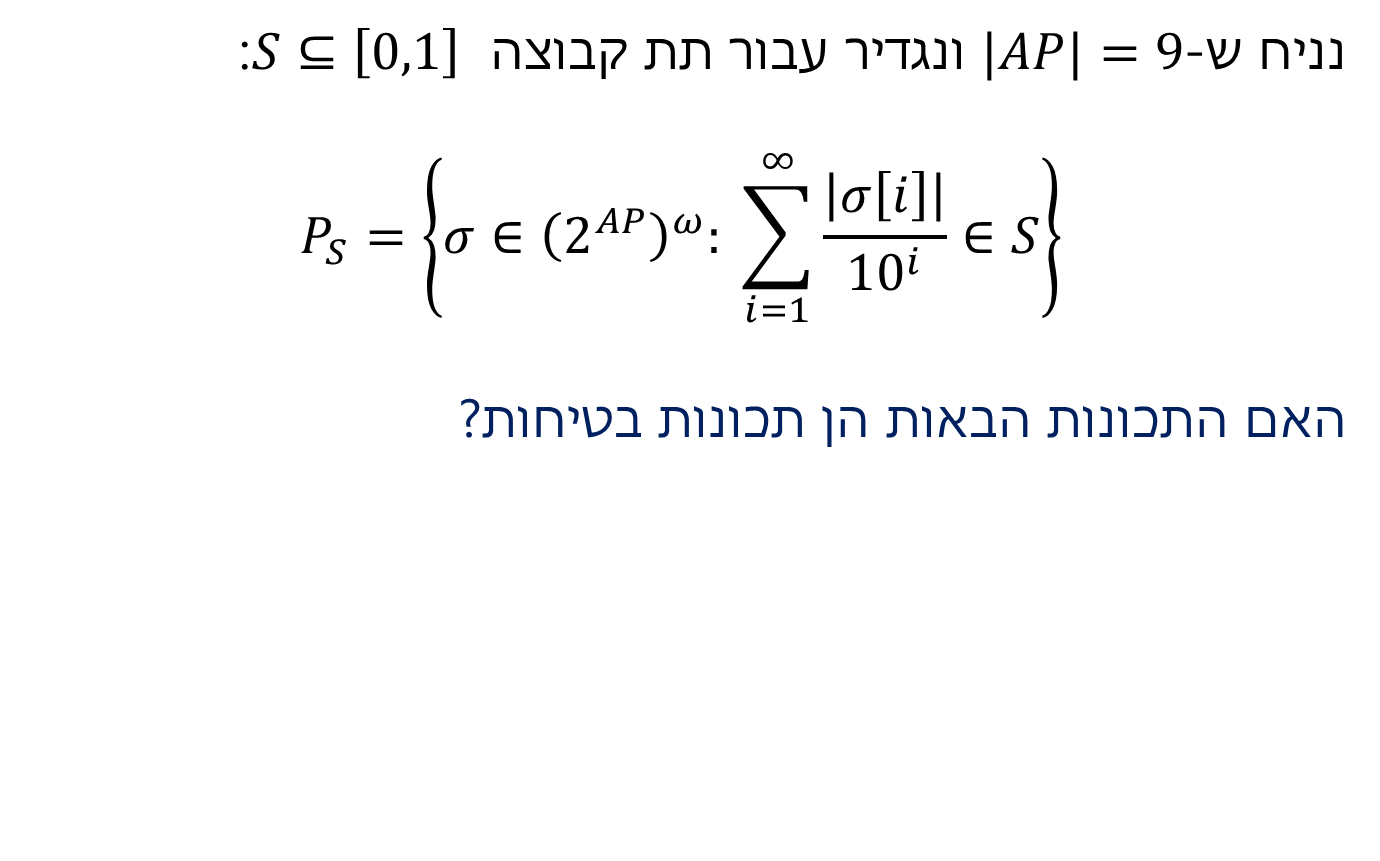 נניח ש-9 = |AP| ונגדיר עבור תת קבוצה S ⊆ [0,1]:
P_S = {σ ∈ (2^{AP})^ω: ∑_{i=1}^{∞} |σ[i]|/10^i ∈ S}
האם התכונות הבאות הן תכונות בטיחות?